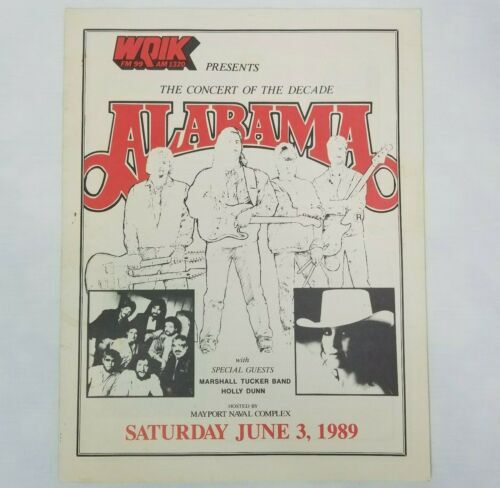 WQIK
FM 99 AM 1320
PRESENTS
THE CONCERT OF THE DECADE
ALABAMA
with
SPECIAL GUESTS
MARSHALL TUCKER BAND
HOLLY DUNN
HOSTED BY
MAYPORT NAVAL COMPLEX
SATURDAY JUNE 3, 1989